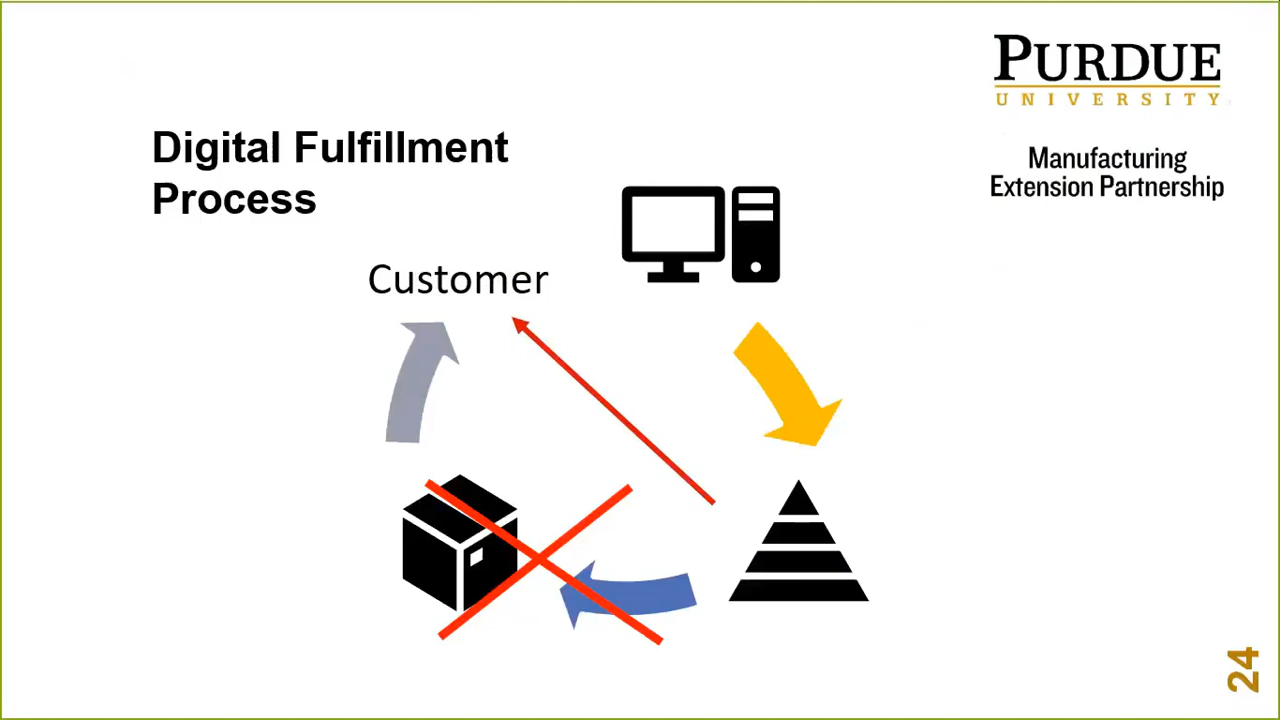 PURDUE
UNIVERSITY
Manufacturing
Extension Partnership
Digital Fulfillment
Process
Customer
24